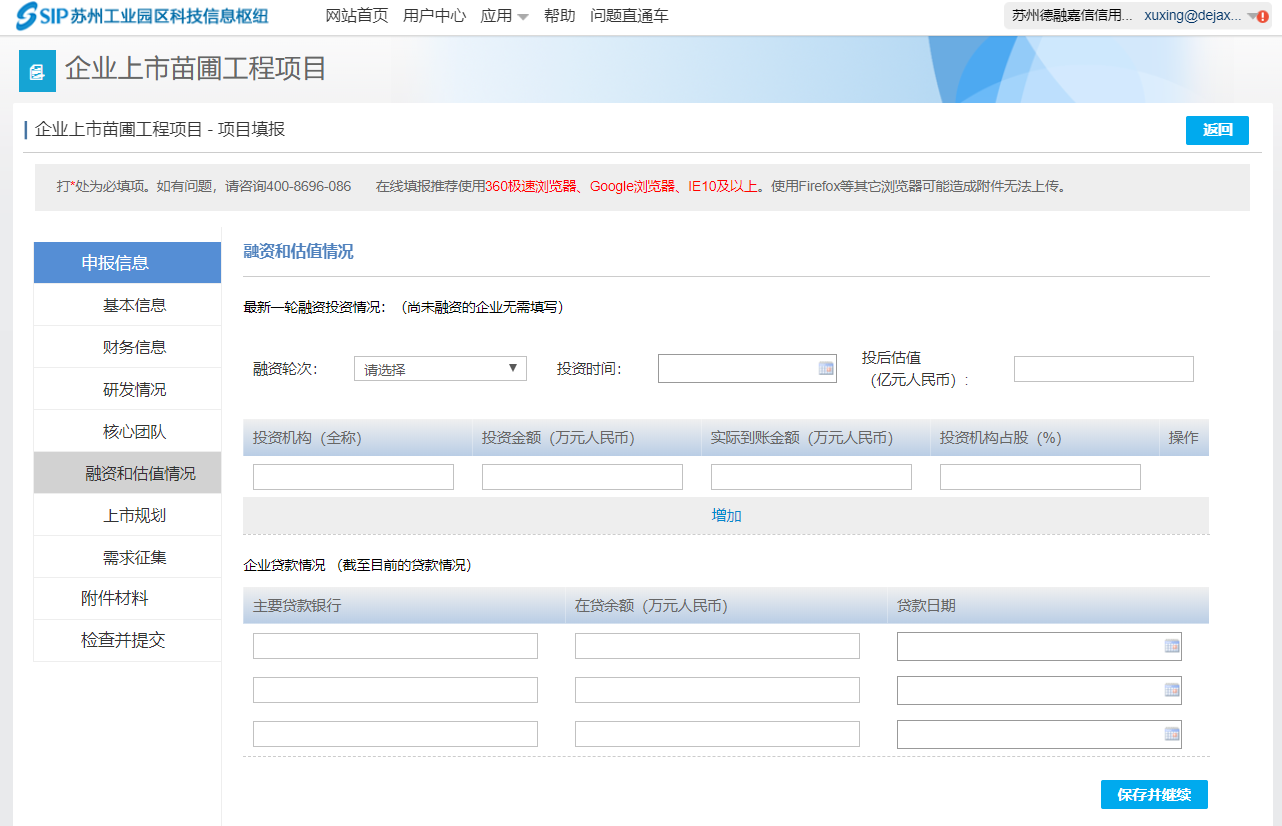 SIP苏州工业园区科技信息枢纽 网站首页 用户中心 应用 帮助 问题直通车 苏州德融嘉信信用... xuxing@dejax...
企业上市苗圃工程项目
企业上市苗圃工程项目 - 项目填报 返回
打*处为必填项。如有问题，请咨询400-8696-086 在线填报推荐使用360极速浏览器、Google浏览器、IE10及以上。使用Firefox等其它浏览器可能造成附件无法上传。
申报信息
基本信息
财务信息
研发情况
核心团队
融资和估值情况
上市规划
需求征集
附件材料
检查并提交
融资和估值情况
最新一轮融资投资情况：（尚未融资的企业无需填写）
融资轮次： 请选择 投资时间： 投后估值
（亿元人民币）:
投资机构（全称） 投资金额（万元人民币） 实际到账金额（万元人民币） 投资机构占股（%） 操作
增加
企业贷款情况 （截至目前的贷款情况）
主要贷款银行 在贷余额（万元人民币） 贷款日期
保存并继续